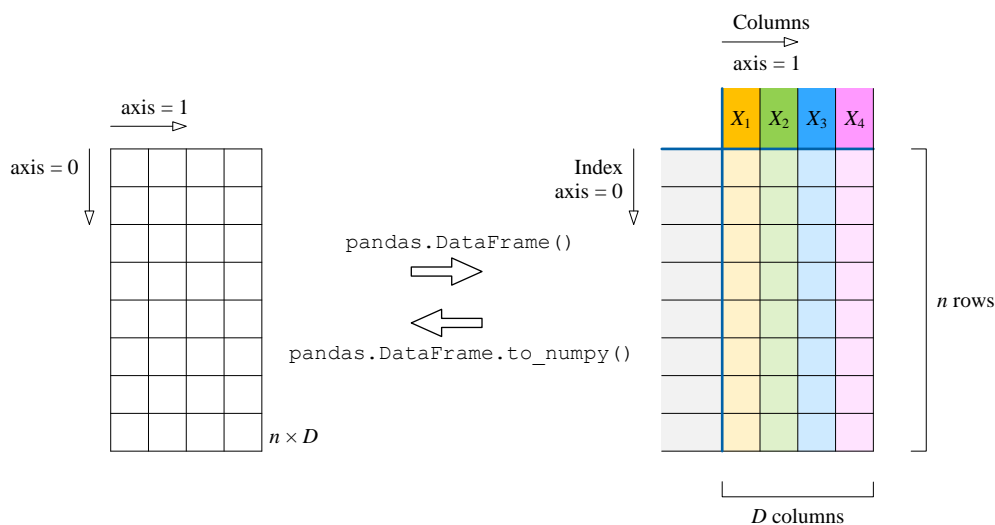 Columns
axis = 1
axis = 1
X1 X2 X3 X4
axis = 0
Index
axis = 0
pandas.DataFrame()
n rows
pandas.DataFrame.to_numpy()
n × D
D columns